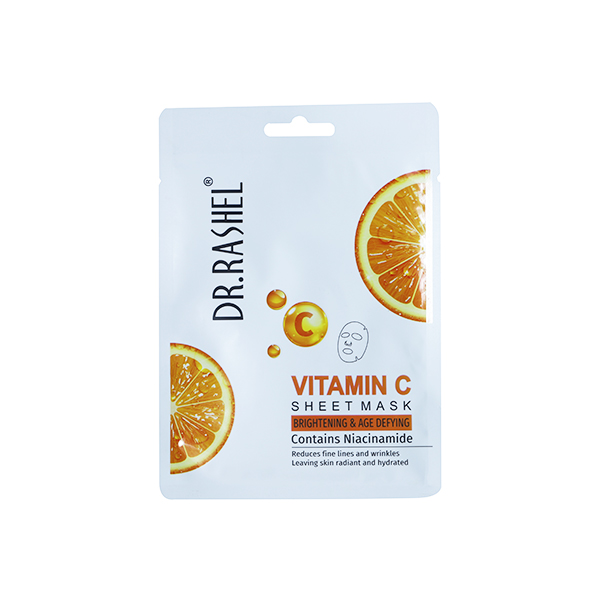 DR.RASHEL®
C
VITAMIN C
SHEET MASK
BRIGHTENING & AGE DEFYING
Contains Niacinamide
Reduces fine lines and wrinkles
Leaving skin radiant and hydrated